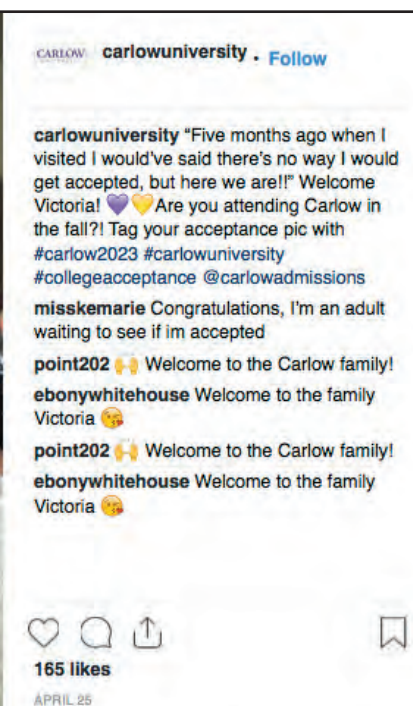 CARLOW carlowuniversity . Follow
carlowuniversity “Five months ago when I
visited I would’ve said there’s no way I would
get accepted, but here we are!!” Welcome
Victoria! 💜💛 Are you attending Carlow in
the fall?! Tag your acceptance pic with
#carlow2023 #carlowuniversity
#collegeacceptance @carlowadmissions
misskemarie Congratulations, I'm an adult
waiting to see if im accepted
point202 🙌 Welcome to the Carlow family!
ebonywhitehouse Welcome to the family
Victoria 😘
point202 🙌 Welcome to the Carlow family!
ebonywhitehouse Welcome to the family
Victoria 😘
165 likes
APRIL 25